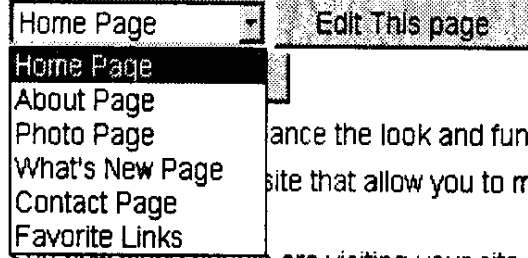 Home Page Edit This page
Home Page
About Page
Photo Page ance the look and fun
What's New Page site that allow you to m
Contact Page
Favorite Links
are visiting your site